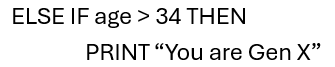 ELSE IF age > 34 THEN
PRINT “You are Gen X”